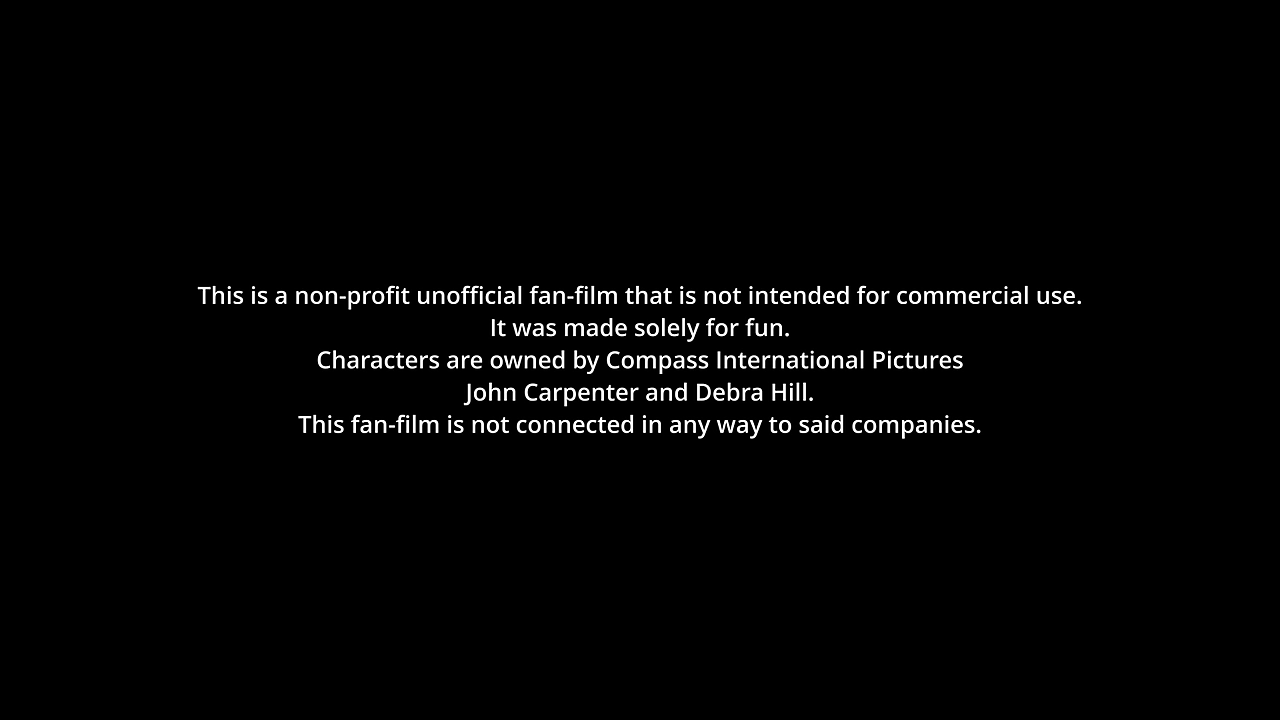 This is a non-profit unofficial fan-film that is not intended for commercial use.
It was made solely for fun.
Characters are owned by Compass International Pictures
John Carpenter and Debra Hill.
This fan-film is not connected in any way to said companies.